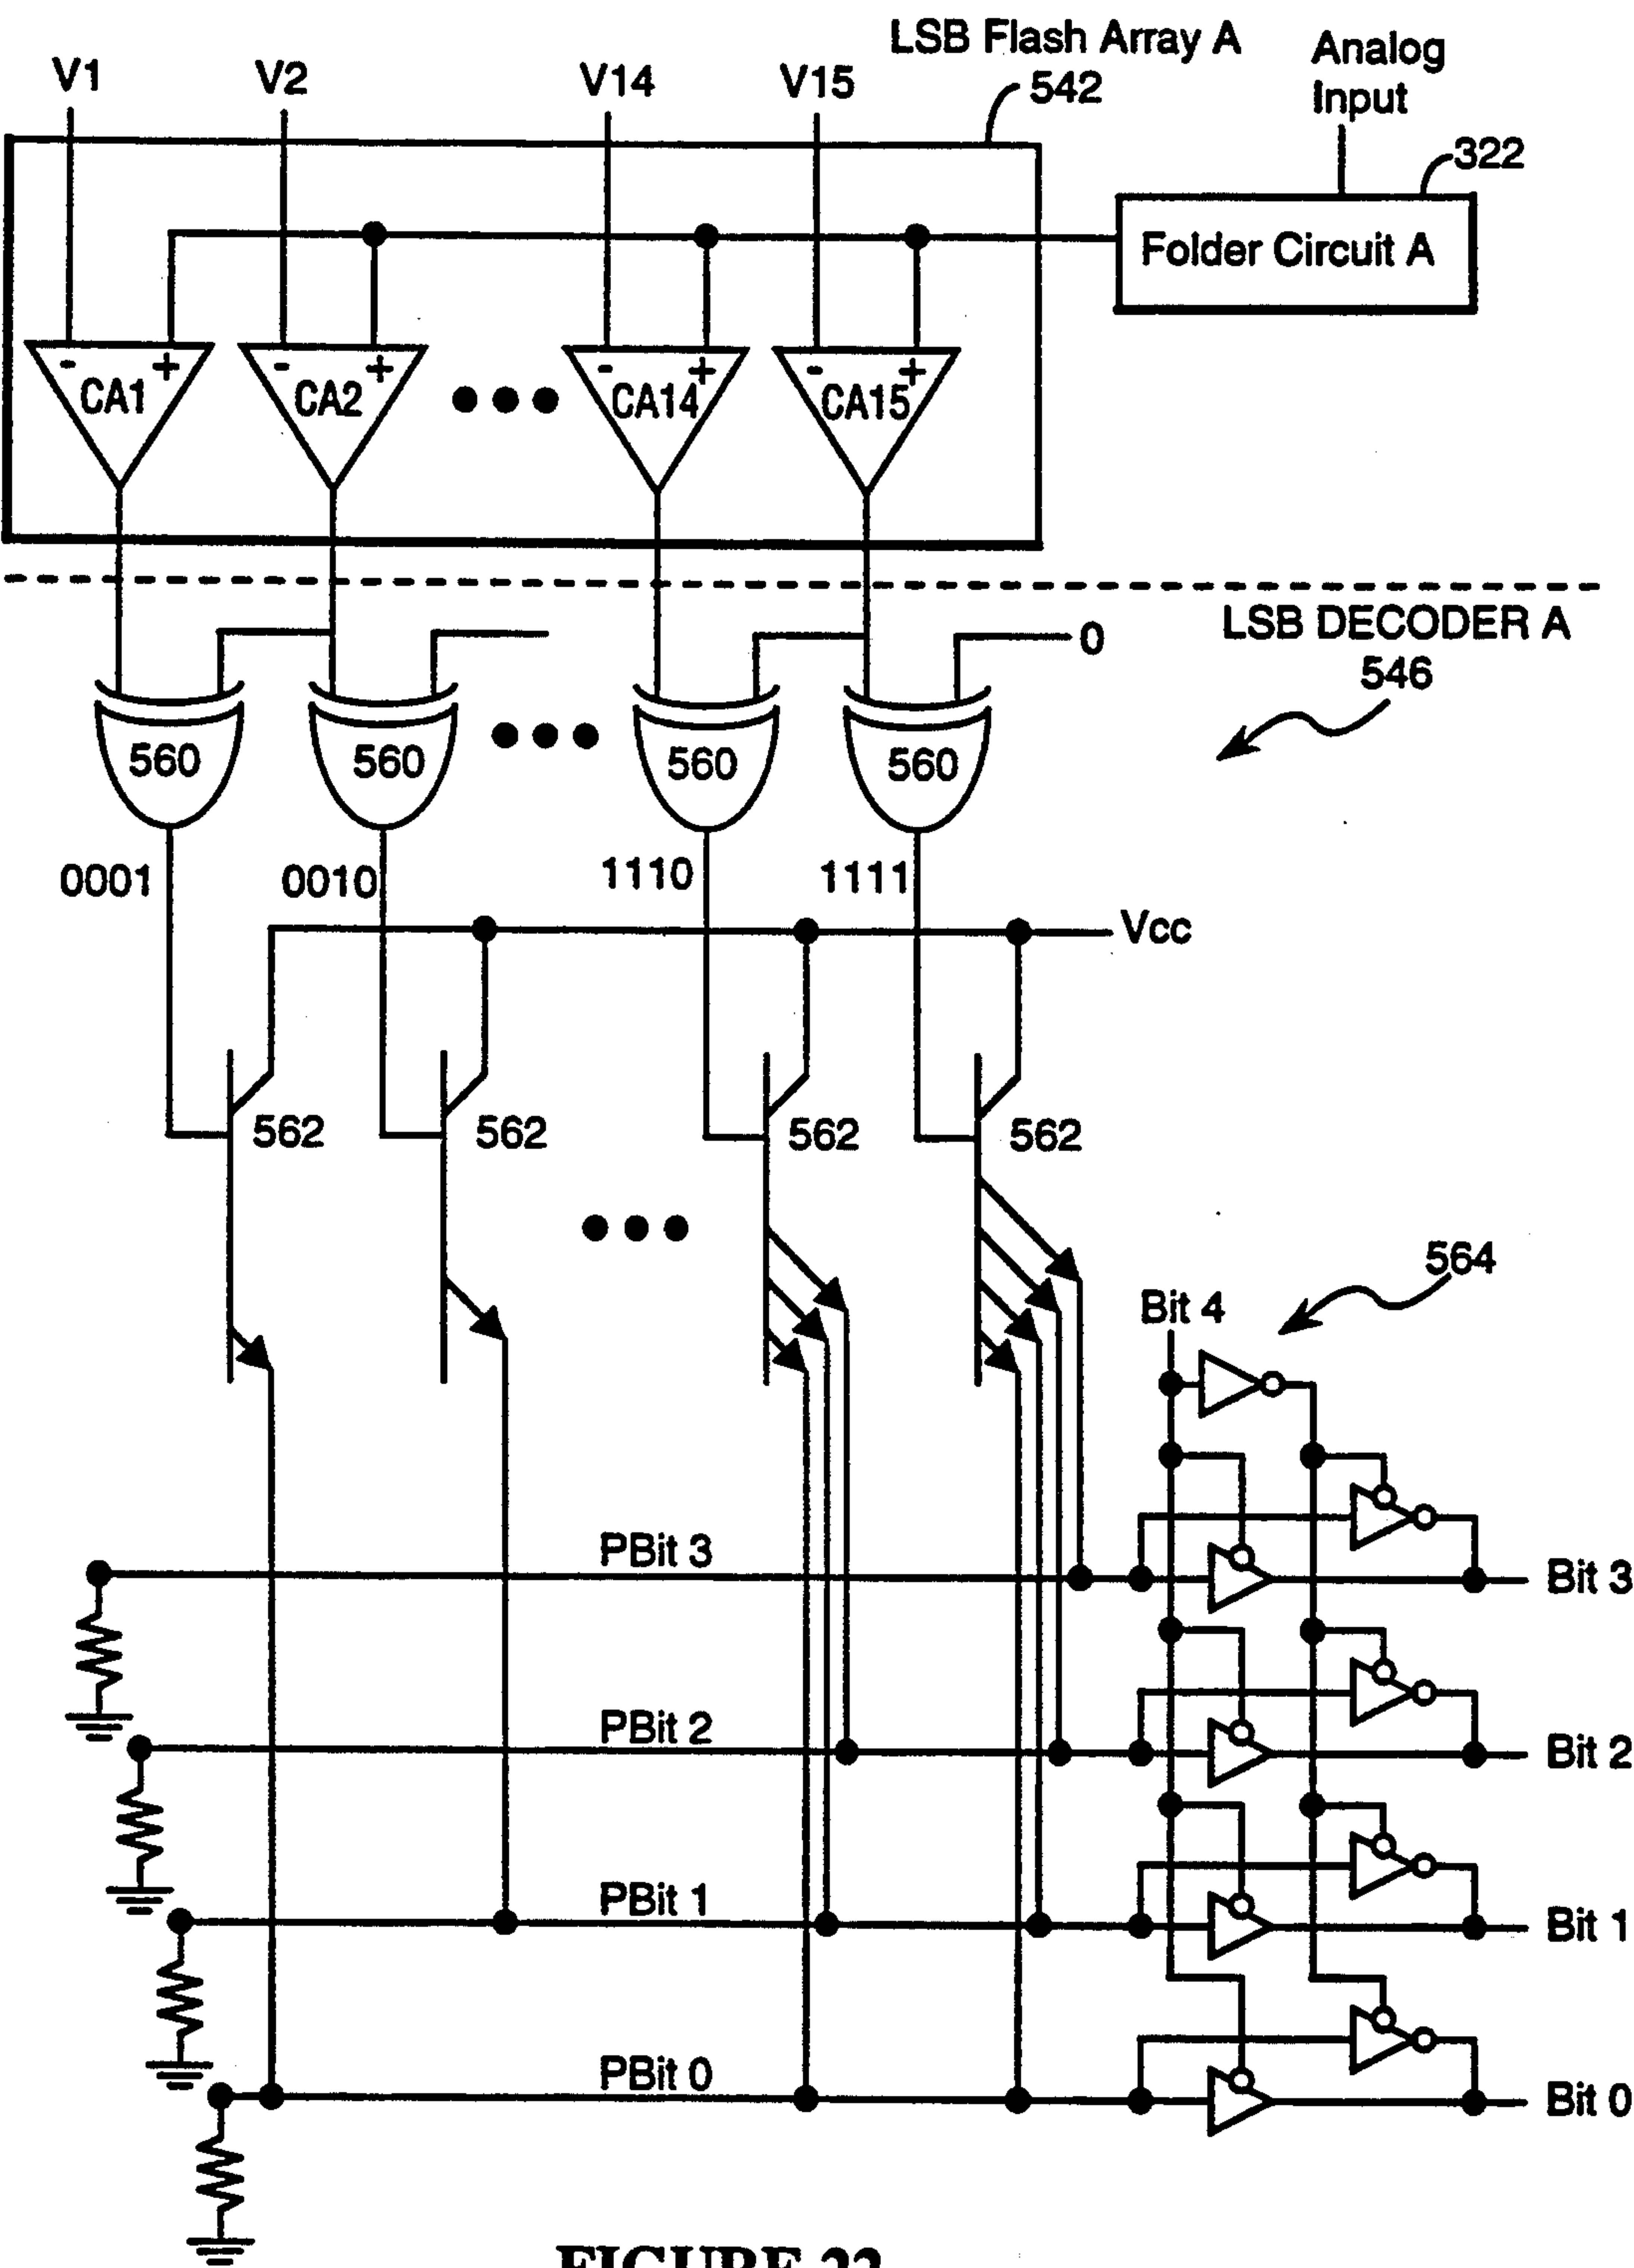 LSB Flash Array A
542
Analog
Input
V1
V2
V14
V15
322
Folder Circuit A
- +
CA1
- +
CA2
- +
CA14
- +
CA15
0
LSB DECODER A
546
560
560
560
560
0001
0010
1110
1111
Vcc
562
562
562
562
564
Bit 4
PBit 3
Bit 3
PBit 2
Bit 2
PBit 1
Bit 1
PBit 0
Bit 0
FIGURE 22